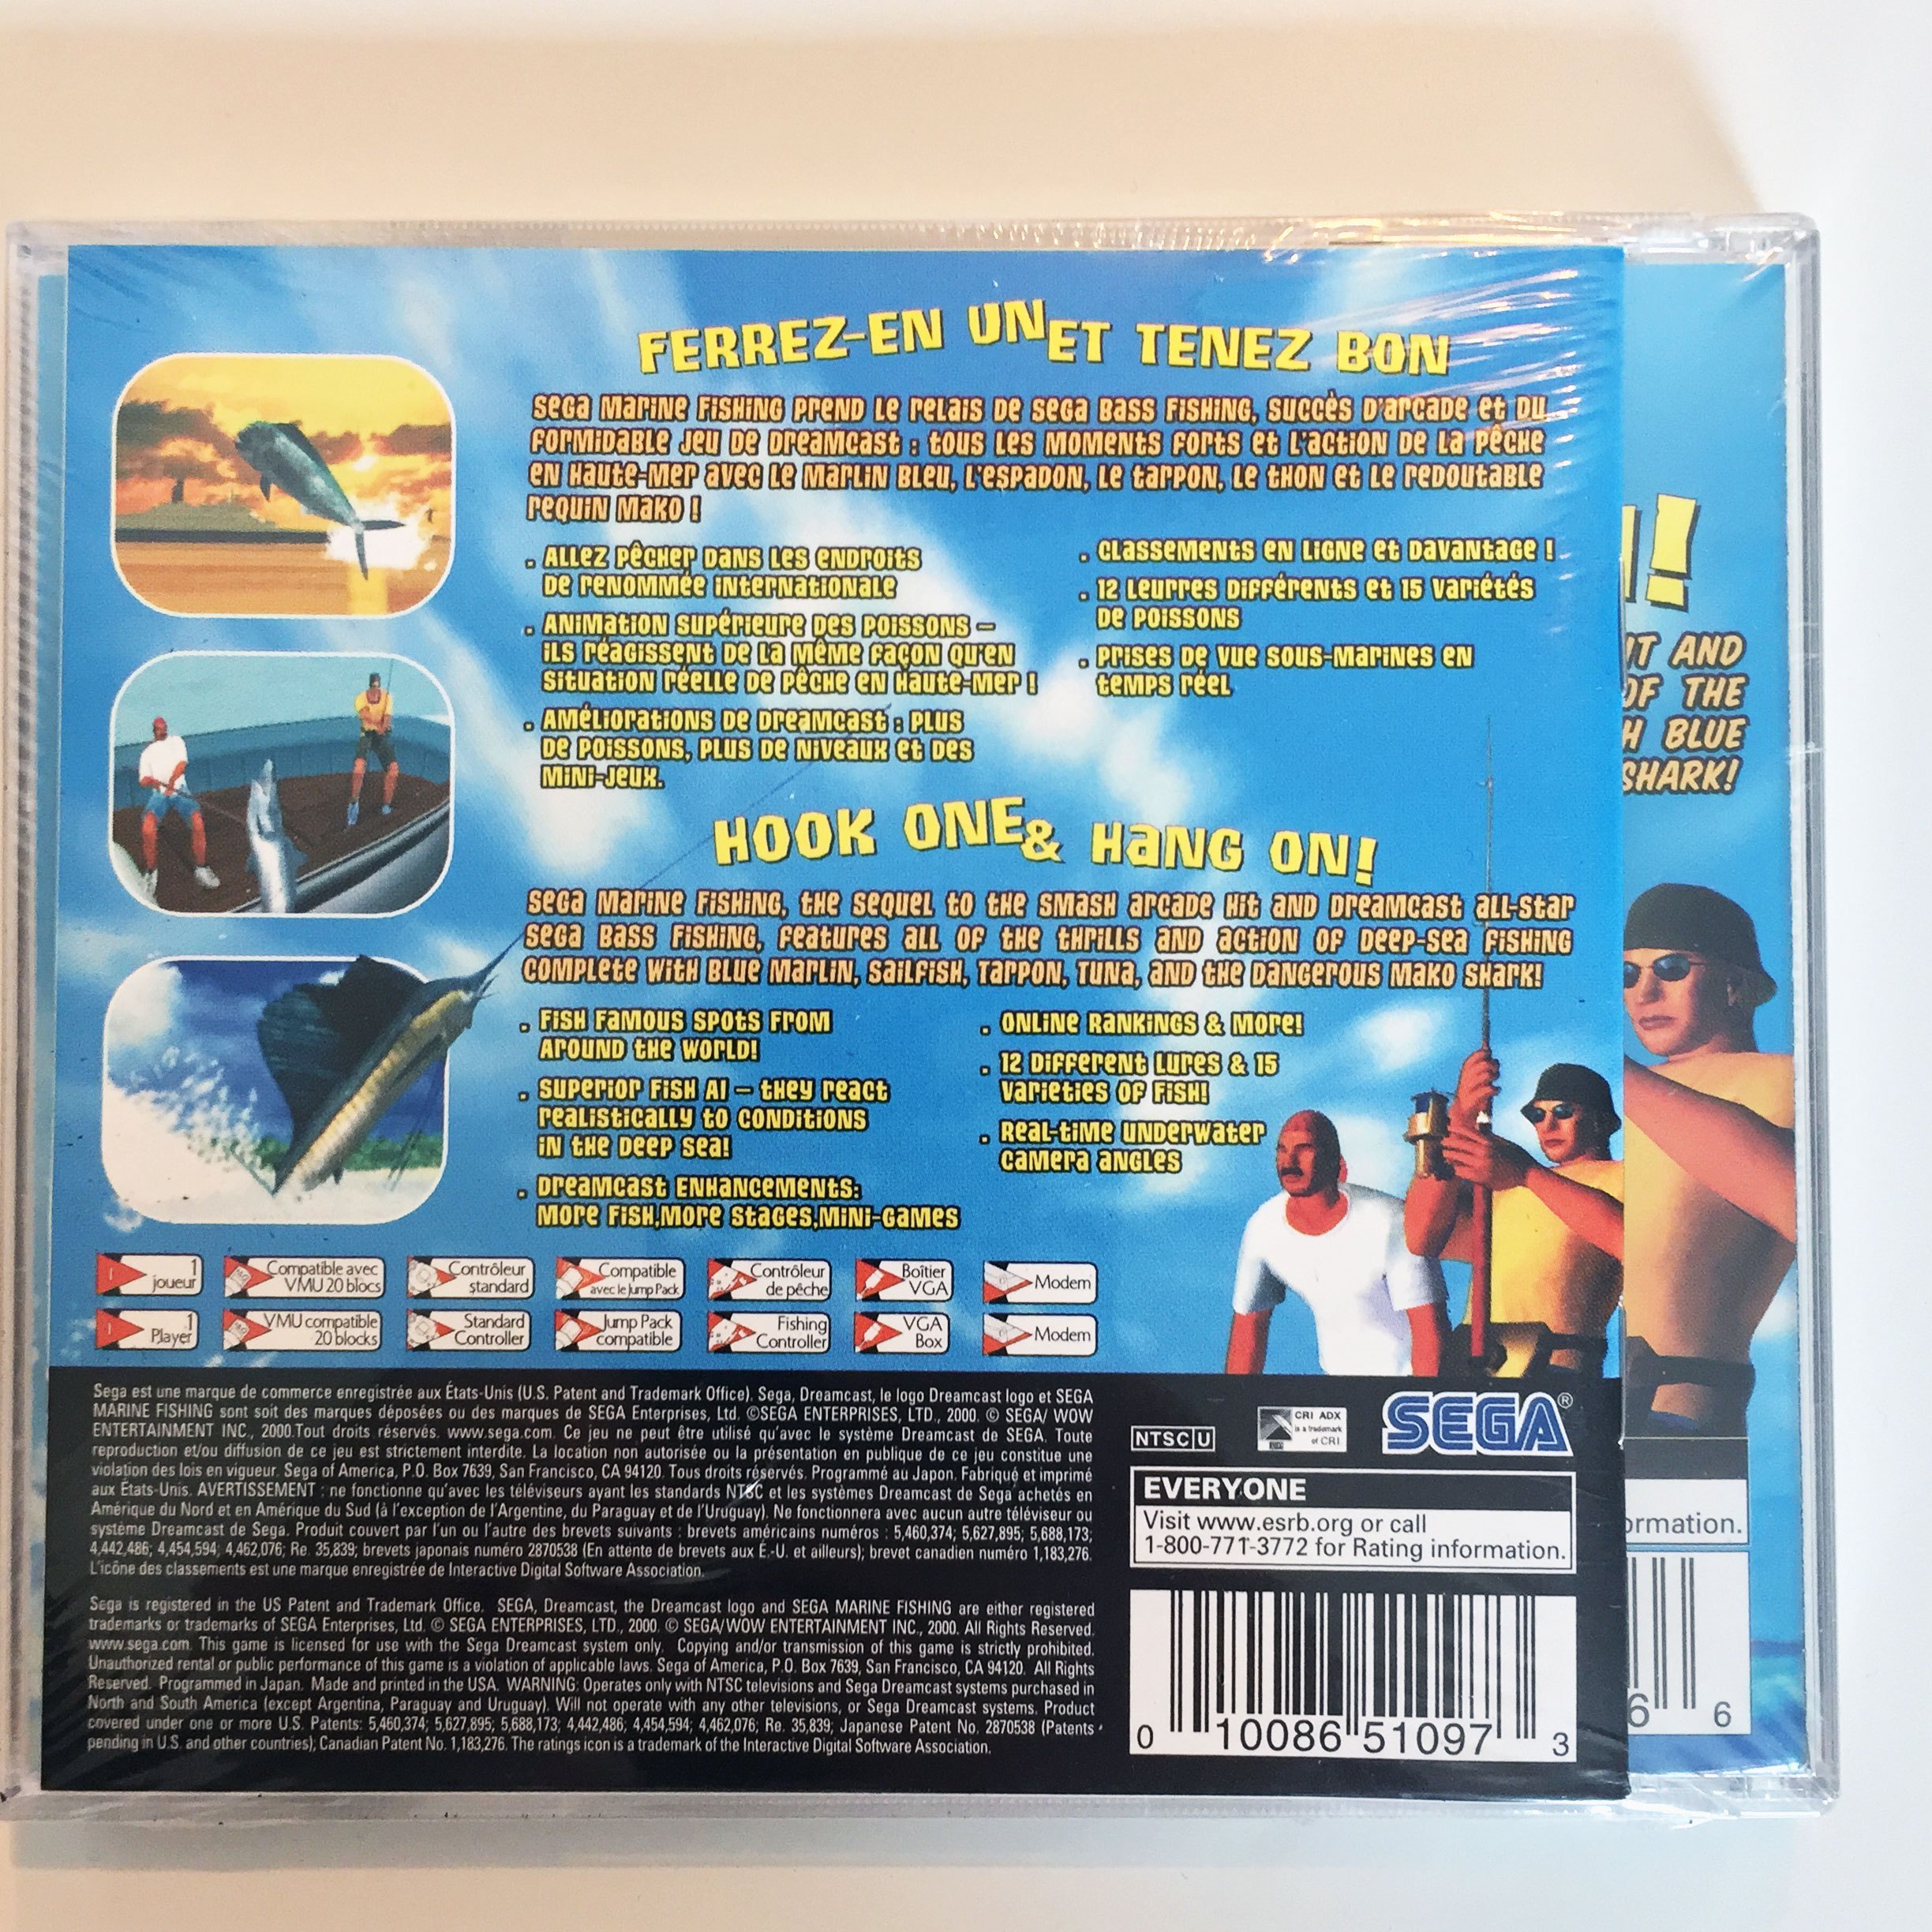 FERREZ-EN UN ET TENEZ BON
SEGA MARINE FISHING PREND LE RELAIS DE SEGA BASS FISHING, SUCCÈS D'ARCADE ET DU
FORMIDABLE JEU DE DREAMCAST : TOUS LES MOMENTS FORTS ET L'ACTION DE LA PÊCHE
EN HAUTE-MER AVEC LE MARLIN BLEU, L'ESPADON, LE TARPON, LE THON ET LE REDOUTABLE
REQUIN MAKO !
. ALLEZ PÊCHER DANS LES ENDROITS
DE RENOMMÉE INTERNATIONALE
. ANIMATION SUPÉRIEURE DES POISSONS –
ILS RÉAGISSENT DE LA MÊME FAÇON QU'EN
SITUATION RÉELLE DE PÊCHE EN HAUTE-MER !
. AMÉLIORATIONS DE DREAMCAST : PLUS
DE POISSONS, PLUS DE NIVEAUX ET DES
MINI-JEUX.
. CLASSEMENTS EN LIGNE ET DAVANTAGE !
. 12 LEURRES DIFFÉRENTS ET 15 VARIÉTÉS
DE POISSONS
. PRISES DE VUE SOUS-MARINES EN
TEMPS RÉEL
HOOK ONE & HANG ON!
SEGA MARINE FISHING, THE SEQUEL TO THE SMASH ARCADE HIT AND DREAMCAST ALL-STAR
SEGA BASS FISHING, FEATURES ALL OF THE THRILLS AND ACTION OF DEEP-SEA FISHING
COMPLETE WITH BLUE MARLIN, SAILFISH, TARPON, TUNA, AND THE DANGEROUS MAKO SHARK!
. FISH FAMOUS SPOTS FROM
AROUND THE WORLD!
. SUPERIOR FISH AI – THEY REACT
REALISTICALLY TO CONDITIONS
IN THE DEEP SEA!
. DREAMCAST ENHANCEMENTS:
MORE FISH,MORE STAGES,MINI-GAMES
. ONLINE RANKINGS & MORE!
. 12 DIFFERENT LURES & 15
VARIETIES OF FISH!
. REAL-TIME UNDERWATER
CAMERA ANGLES
1
joueur
Compatible avec
VMU 20 blocs
Contrôleur
standard
Compatible
avec le Jump Pack
Contrôleur
de pêche
Boîtier
VGA
Modem
1
Player
VMU compatible
20 blocks
Standard
Controller
Jump Pack
compatible
Fishing
Controller
VGA
Box
Modem
Sega est une marque de commerce enregistrée aux États-Unis (U.S. Patent and Trademark Office). Sega, Dreamcast, le logo Dreamcast logo et SEGA
MARINE FISHING sont soit des marques déposées ou des marques de SEGA Enterprises, Ltd. ©SEGA ENTERPRISES, LTD., 2000. © SEGA/ WOW
ENTERTAINMENT INC., 2000.Tout droits réservés. www.sega.com. Ce jeu ne peut être utilisé qu'avec le système Dreamcast de SEGA. Toute
reproduction et/ou diffusion de ce jeu est strictement interdite. La location non autorisée ou la présentation en publique de ce jeu constitue une
violation des lois en vigueur. Sega of America, P.O. Box 7639, San Francisco, CA 94120. Tous droits réservés. Programmé au Japon. Fabriqué et imprimé
aux États-Unis. AVERTISSEMENT : ne fonctionne qu'avec les téléviseurs ayant les standards NTSC et les systèmes Dreamcast de Sega achetés en
Amérique du Nord et en Amérique du Sud (à l'exception de l'Argentine, du Paraguay et de l'Uruguay). Ne fonctionnera avec aucun autre téléviseur ou
système Dreamcast de Sega. Produit couvert par l'un ou l'autre des brevets suivants : brevets américains numéros : 5,460,374; 5,627,895; 5,688,173;
4,442,486; 4,454,594; 4,462,076; Re. 35,839; brevets japonais numéro 2870538 (En attente de brevets aux É.-U. et ailleurs); brevet canadien numéro 1,183,276.
L'icône des classements est une marque enregistrée de Interactive Digital Software Association.
Sega is registered in the US Patent and Trademark Office. SEGA, Dreamcast, the Dreamcast logo and SEGA MARINE FISHING are either registered
trademarks or trademarks of SEGA Enterprises, Ltd. © SEGA ENTERPRISES, LTD., 2000. © SEGA/WOW ENTERTAINMENT INC., 2000. All Rights Reserved.
www.sega.com. This game is licensed for use with the Sega Dreamcast system only. Copying and/or transmission of this game is strictly prohibited.
Unauthorized rental or public performance of this game is a violation of applicable laws. Sega of America, P.O. Box 7639, San Francisco, CA 94120. All Rights
Reserved. Programmed in Japan. Made and printed in the USA. WARNING: Operates only with NTSC televisions and Sega Dreamcast systems purchased in
North and South America (except Argentina, Paraguay and Uruguay). Will not operate with any other televisions, or Sega Dreamcast systems. Product
covered under one or more U.S. Patents: 5,460,374; 5,627,895; 5,688,173; 4,442,486; 4,454,594; 4,462,076; Re. 35,839; Japanese Patent No. 2870538 (Patents
pending in U.S. and other countries); Canadian Patent No. 1,183,276. The ratings icon is a trademark of the Interactive Digital Software Association.
NTSC U
CRI ADX
is a trademark
of CRI
SEGA®
EVERYONE
Visit www.esrb.org or call
1-800-771-3772 for Rating information.
0 10086 51097 3
!
IT AND
OF THE
H BLUE
SHARK!
ormation.
6 6